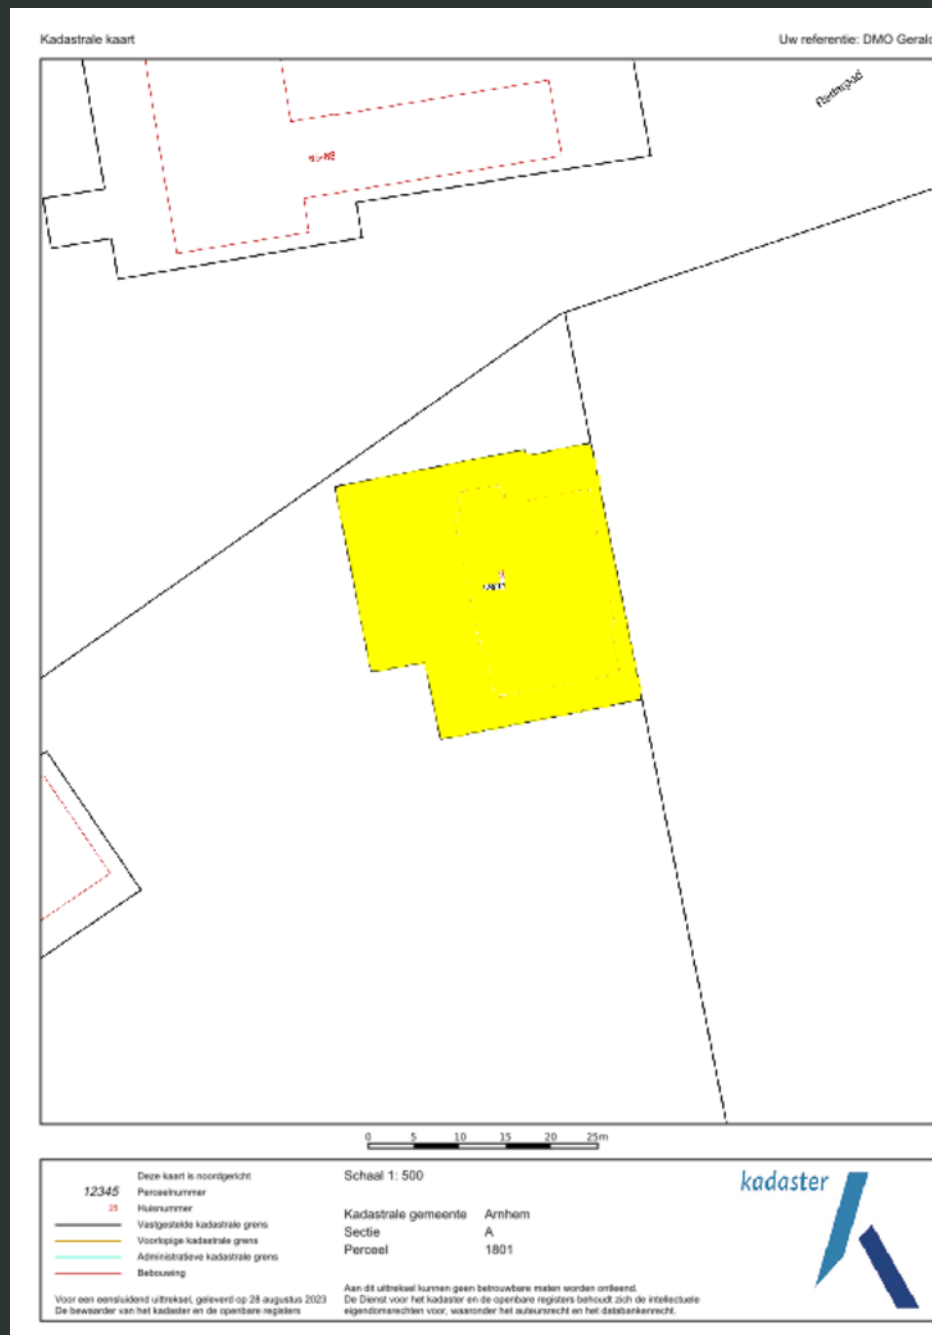 Kadastrale kaart
Uw referentie: DMO Gerald
0 5 10 15 20 25m
Deze kaart is noordgericht
12345 Perceelnummer
25 Huisnummer
Vastgestelde kadastrale grens
Voorlopige kadastrale grens
Administratieve kadastrale grens
Bebouwing
Voor een eensluidend uittreksel, geleverd op 28 augustus 2023
De bewaarder van het kadaster en de openbare registers
Schaal 1: 500
Kadastrale gemeente Arnhem
Sectie A
Perceel 1801
Aan dit uittreksel kunnen geen betrouwbare maten worden ontleend.
De Dienst voor het kadaster en de openbare registers behoudt zich de intellectuele
eigendomsrechten voor, waaronder het auteursrecht en het databankenrecht.
kadaster